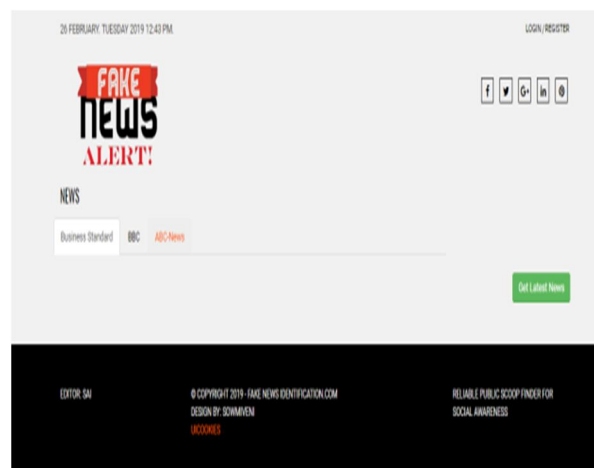 26 FEBRUARY, TUESDAY 2019 12:43 PM.
LOGIN / REGISTER
FAKE
NEWS
ALERT!
f G+ in
NEWS
Business Standard BBC ABC-News
Get Latest News
EDITOR: SAI
© COPYRIGHT 2019 - FAKE NEWS IDENTIFICATION.COM
DESIGN BY: SOWMIVENI
UICOOKIES
RELIABLE PUBLIC SCOOP FINDER FOR
SOCIAL AWARENESS